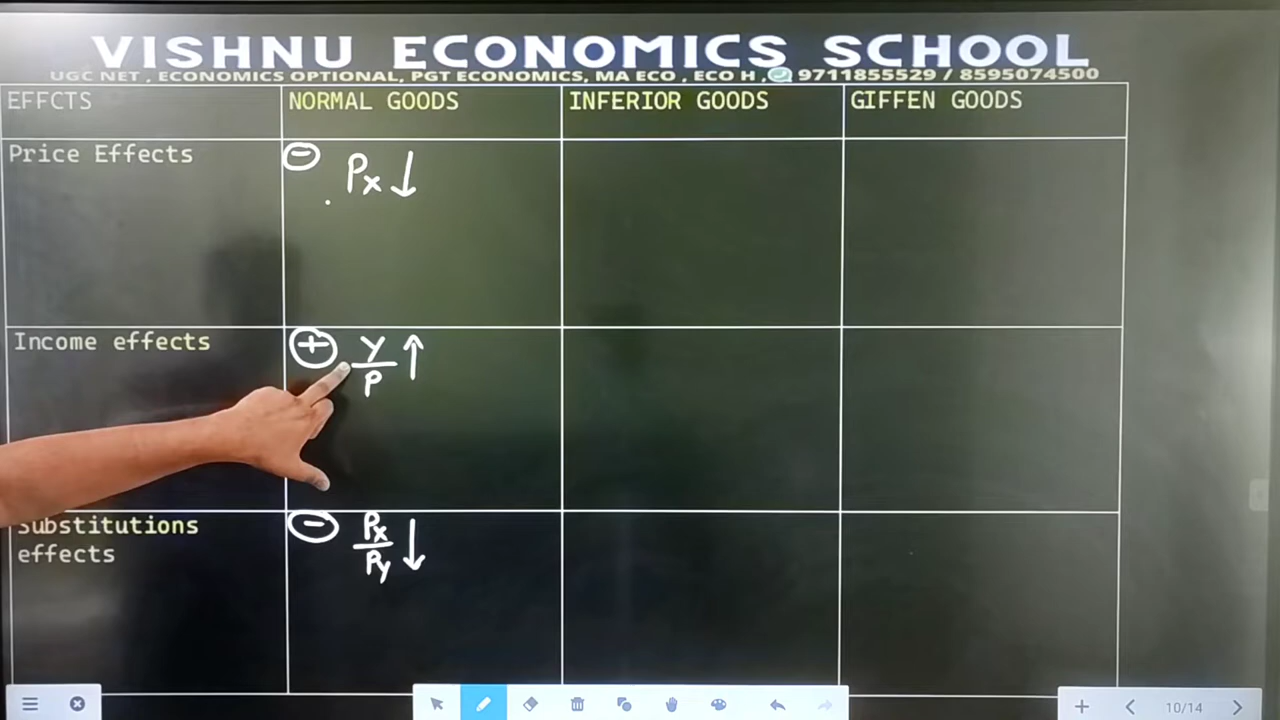 VISHNU ECONOMICS SCHOOL
UGC NET , ECONOMICS OPTIONAL, PGT ECONOMICS, MA ECO , ECO H , 9711855529 / 8595074500
EFFCTS NORMAL GOODS INFERIOR GOODS GIFFEN GOODS
Price Effects - Px ↓
Income effects + Y/P ↑
Substitutions effects - Px/Py ↓
10/14